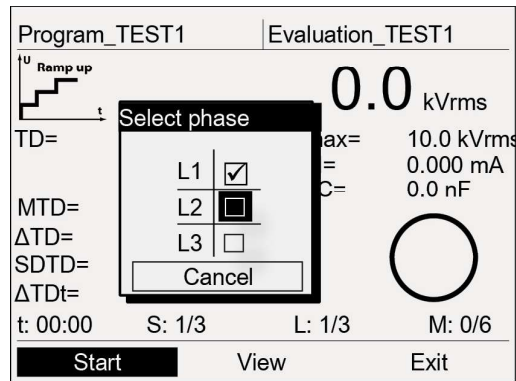 Program_TEST1 Evaluation_TEST1
U Ramp up
t
0.0 kVrms
Select phase
TD= ax= 10.0 kVrms
L1 = 0.000 mA
L2 C= 0.0 nF
MTD=
ΔTD= L3
SDTD= Cancel
ΔTDt=
t: 00:00 S: 1/3 L: 1/3 M: 0/6
Start View Exit